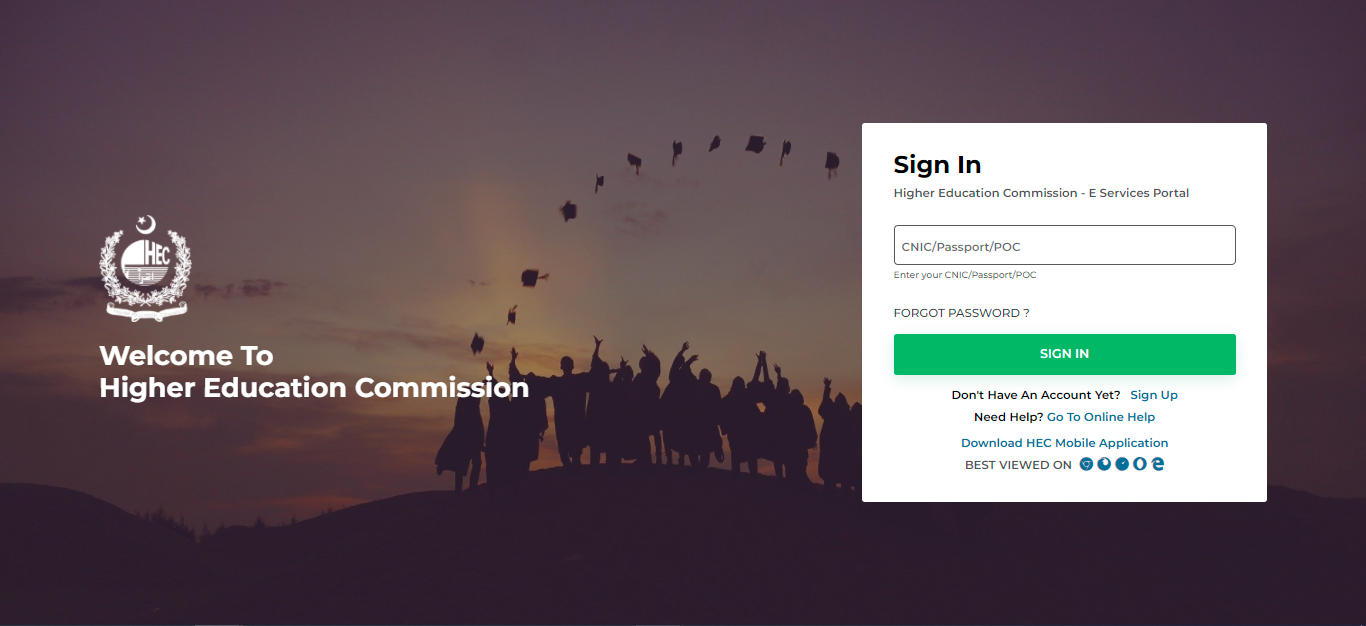 HEC
Welcome To
Higher Education Commission
Sign In
Higher Education Commission - E Services Portal
CNIC/Passport/POC
Enter your CNIC/Passport/POC
FORGOT PASSWORD ?
SIGN IN
Don't Have An Account Yet? Sign Up
Need Help? Go To Online Help
Download HEC Mobile Application
BEST VIEWED ON